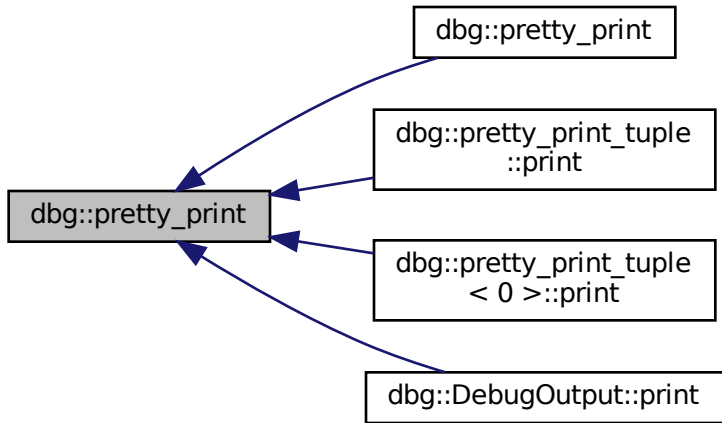 dbg::pretty_print
dbg::pretty_print_tuple
::print
dbg::pretty_print
dbg::pretty_print_tuple
< 0 >::print
dbg::DebugOutput::print